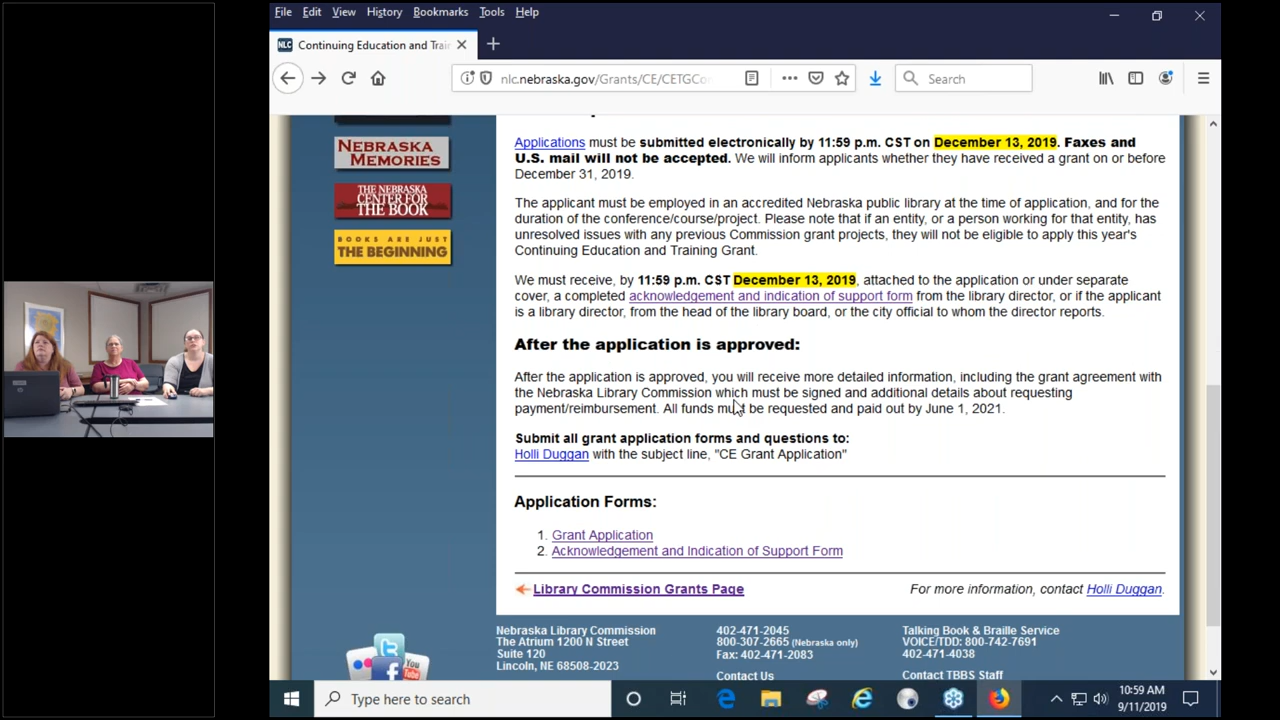 File Edit View History Bookmarks Tools Help
Continuing Education and Train
nlc.nebraska.gov/Grants/CE/CETGCo
Search
NEBRASKA
MEMORIES
THE NEBRASKA
CENTER FOR
THE BOOK
BOOKS ARE JUST
THE BEGINNING
Applications must be submitted electronically by 11:59 p.m. CST on December 13, 2019. Faxes and
U.S. mail will not be accepted. We will inform applicants whether they have received a grant on or before
December 31, 2019.
The applicant must be employed in an accredited Nebraska public library at the time of application, and for the
duration of the conference/course/project. Please note that if an entity, or a person working for that entity, has
unresolved issues with any previous Commission grant projects, they will not be eligible to apply this year's
Continuing Education and Training Grant.
We must receive, by 11:59 p.m. CST December 13, 2019, attached to the application or under separate
cover, a completed acknowledgement and indication of support form from the library director, or if the applicant
is a library director, from the head of the library board, or the city official to whom the director reports.
After the application is approved:
After the application is approved, you will receive more detailed information, including the grant agreement with
the Nebraska Library Commission which must be signed and additional details about requesting
payment/reimbursement. All funds must be requested and paid out by June 1, 2021.
Submit all grant application forms and questions to:
Holli Duggan with the subject line, "CE Grant Application"
Application Forms:
1. Grant Application
2. Acknowledgement and Indication of Support Form
Library Commission Grants Page
For more information, contact Holli Duggan.
Nebraska Library Commission
The Atrium 1200 N Street
Suite 120
Lincoln, NE 68508-2023
402-471-2045
800-307-2665 (Nebraska only)
Fax: 402-471-2083
Contact Us
Talking Book & Braille Service
VOICE/TDD: 800-742-7691
402-471-4038
Contact TBBS Staff
You
Type here to search
10:59 AM
9/11/2019